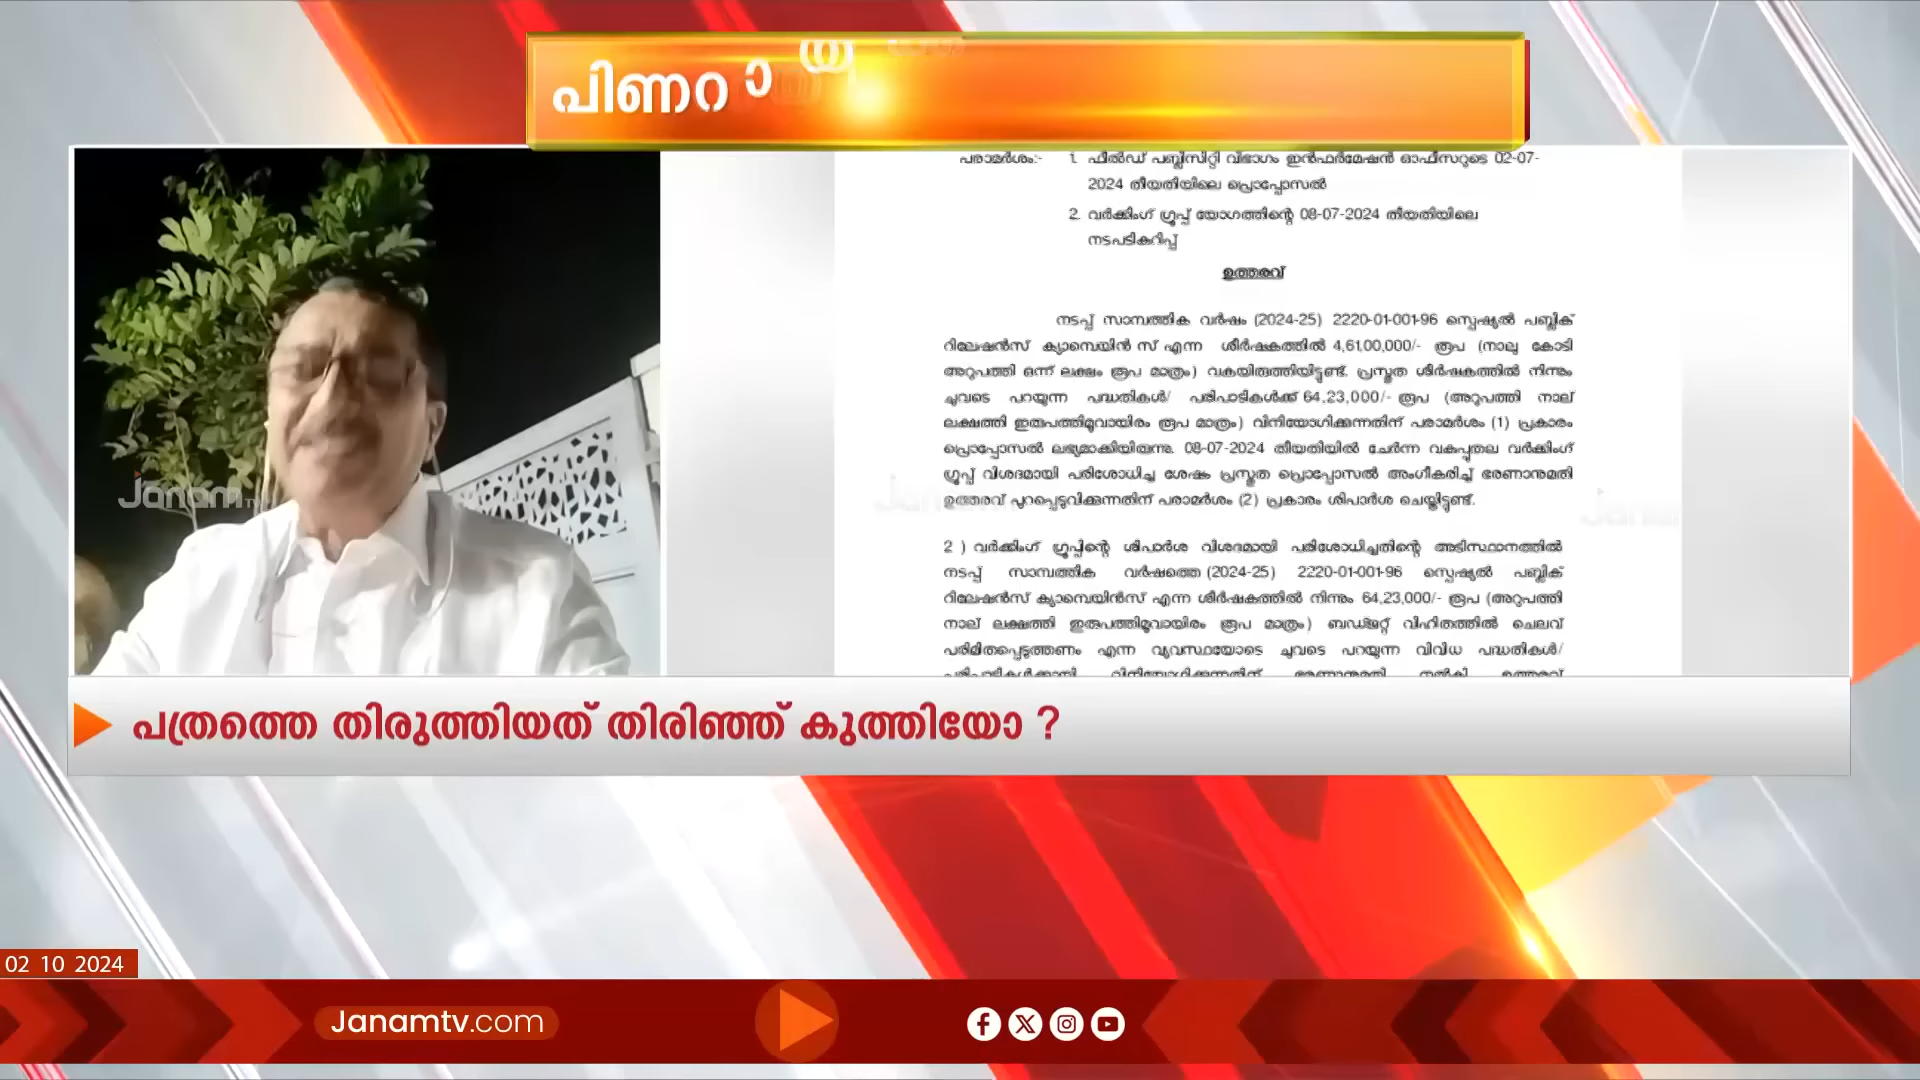 പിണറാ
പരാമർശം:- 1. ഫീൽഡ് പബ്ലിസിറ്റി വിഭാഗം ഇൻഫർമേഷൻ ഓഫീസറുടെ 02-07-
2024 തീയതിയിലെ പ്രൊപ്പോസൽ
2. വർക്കിംഗ് ഗ്രൂപ്പ് യോഗത്തിന്റെ 08-07-2024 തീയതിയിലെ
നടപടികുറിപ്പ്
ഉത്തരവ്
നടപ്പ് സാമ്പത്തിക വർഷം (2024-25) 2220-01-001-96 സ്പെഷ്യൽ പബ്ലിക്
റിലേഷൻസ് ക്യാമ്പെയിൻ സ് എന്ന ശീർഷകത്തിൽ 4,61,00,000/- രൂപ (നാലു കോടി
അറുപത്തി ഒന്ന് ലക്ഷം രൂപ മാത്രം) വകയിരുത്തിയിട്ടുണ്ട്. പ്രസ്തുത ശീർഷകത്തിൽ നിന്നും
ചുവടെ പറയുന്ന പദ്ധതികൾ/ പരിപാടികൾക്ക് 64,23,000/- രൂപ (അറുപത്തി നാല്
ലക്ഷത്തി ഇരുപത്തിമൂവായിരം രൂപ മാത്രം) വിനിയോഗിക്കുന്നതിന് പരാമർശം (1) പ്രകാരം
പ്രൊപ്പോസൽ ലഭ്യമാക്കിയിരുന്നു. 08-07-2024 തീയതിയിൽ ചേർന്ന വകുപ്പുതല വർക്കിംഗ്
ഗ്രൂപ്പ് വിശദമായി പരിശോധിച്ച ശേഷം പ്രസ്തുത പ്രൊപ്പോസൽ അംഗീകരിച്ച് ഭരണാനുമതി
ഉത്തരവ് പുറപ്പെടുവിക്കുന്നതിന് പരാമർശം (2) പ്രകാരം ശിപാർശ ചെയ്തിട്ടുണ്ട്.
2 ) വർക്കിംഗ് ഗ്രൂപ്പിന്റെ ശിപാർശ വിശദമായി പരിശോധിച്ചതിന്റെ അടിസ്ഥാനത്തിൽ
നടപ്പ് സാമ്പത്തിക വർഷത്തെ (2024-25) 2220-01-001-96 സ്പെഷ്യൽ പബ്ലിക്
റിലേഷൻസ് ക്യാമ്പെയിൻസ് എന്ന ശീർഷകത്തിൽ നിന്നും 64,23,000/- രൂപ (അറുപത്തി
നാല് ലക്ഷത്തി ഇരുപത്തിമൂവായിരം രൂപ മാത്രം) ബഡ്ജറ്റ് വിഹിതത്തിൽ ചെലവ്
പരിമിതപ്പെടുത്തണം എന്ന വ്യവസ്ഥയോടെ ചുവടെ പറയുന്ന വിവിധ പദ്ധതികൾ/
Janam TV
പത്രത്തെ തിരുത്തിയത് തിരിഞ്ഞ് കുത്തിയോ ?
02 10 2024
Janamtv.com